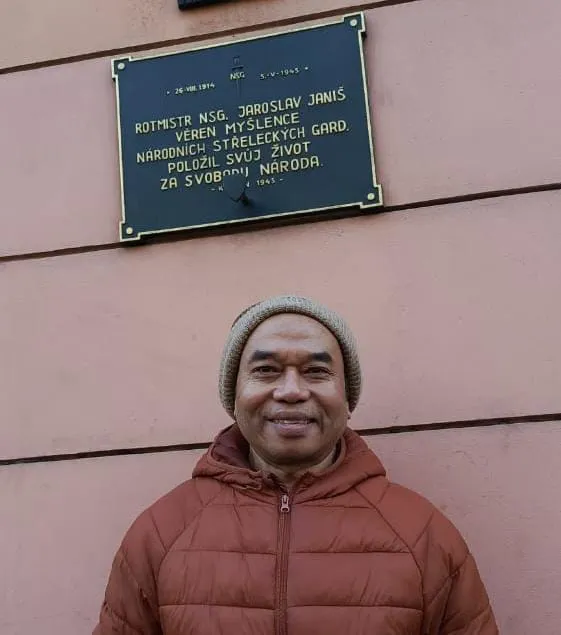 * 26·VIII.1914 NSG 5·V·1945 *
ROTMISTR NSG. JAROSLAV JANIŠ
VĚREN MYŠLENCE
NÁRODNÍCH STŘELECKÝCH GARD,
POLOŽIL SVŮJ ŽIVOT
ZA SVOBODU NÁRODA.
1945 -